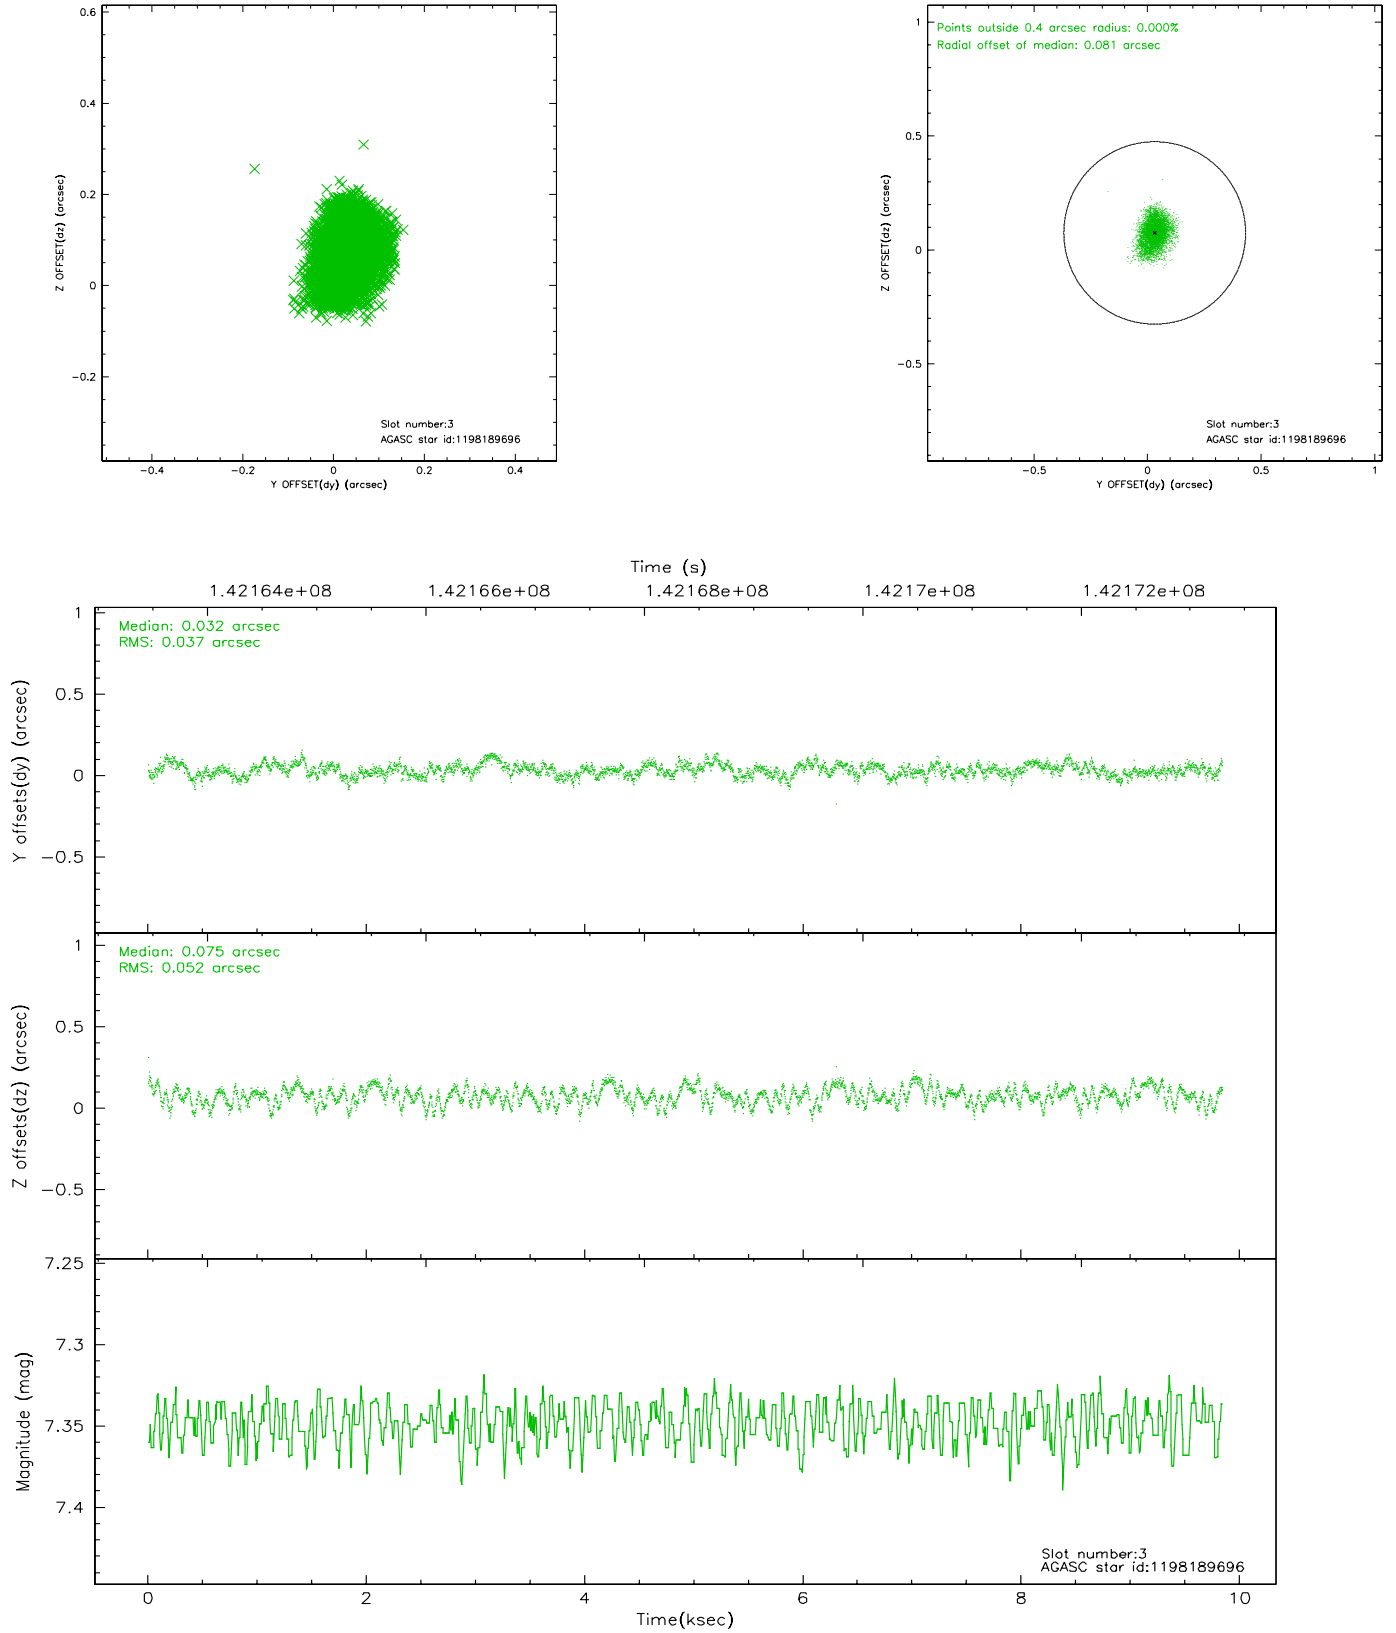 0.6
0.4
0.2
0
−0.2
Z OFFSET(dz) (arcsec)
Slot number:3
AGASC star id:1198189696
−0.4 −0.2 0 0.2 0.4
Y OFFSET(dy) (arcsec)
Points outside 0.4 arcsec radius: 0.000%
Radial offset of median: 0.081 arcsec
1
0.5
0
−0.5
Z OFFSET(dz) (arcsec)
Slot number:3
AGASC star id:1198189696
−0.5 0 0.5 1
Y OFFSET(dy) (arcsec)
Time (s)
1.42164e+08 1.42166e+08 1.42168e+08 1.4217e+08 1.42172e+08
Median: 0.032 arcsec
RMS: 0.037 arcsec
1
0.5
0
−0.5
Y offsets(dy) (arcsec)
Median: 0.075 arcsec
RMS: 0.052 arcsec
1
0.5
0
−0.5
Z offsets(dz) (arcsec)
7.25
7.3
7.35
7.4
Magnitude (mag)
Slot number:3
AGASC star id:1198189696
0 2 4 6 8 10
Time(ksec)